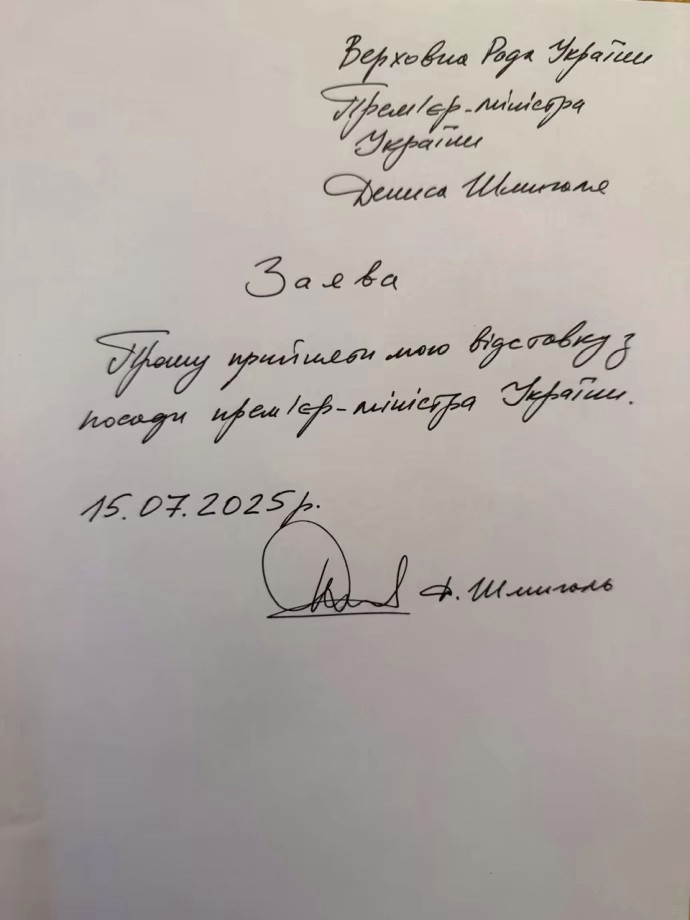 Верховна Рада України
Прем'єр-міністра
України
Дениса Шмигаля
Заява
Прошу прийняти мою відставку з
посади прем'єр-міністра України.
15.07.2025р.
Д. Шмигаль